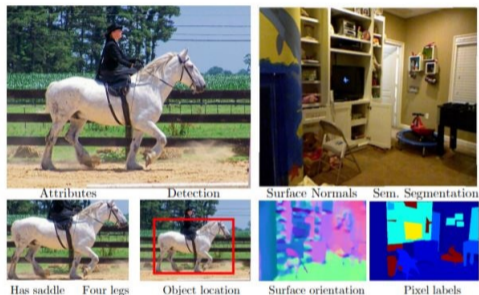 Attributes Detection Surface Normals Sem. Segmentation
Has saddle Four legs Object location Surface orientation Pixel labels